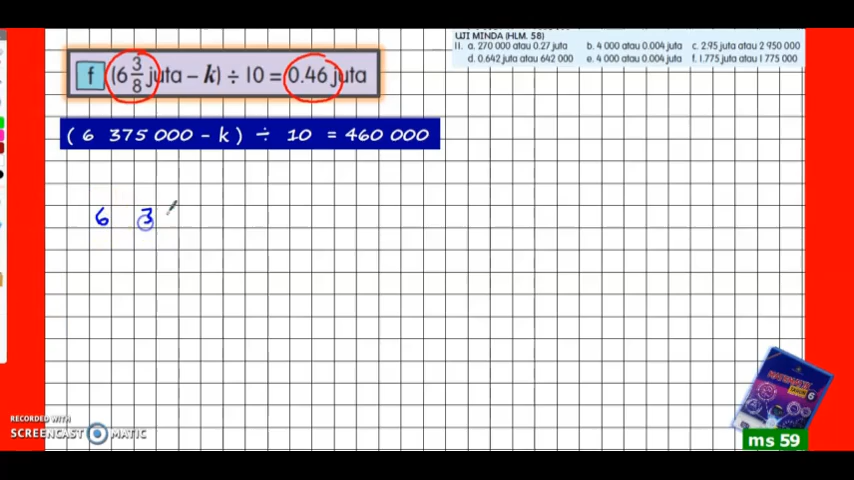 UJI MINDA (HLM. 58)
11. a. 270 000 atau 0.27 juta b. 4 000 atau 0.004 juta c. 2.95 juta atau 2 950 000
d. 0.642 juta atau 642 000 e. 4 000 atau 0.004 juta f. 1.775 juta atau 1 775 000
f (6 3/8 juta – k) ÷ 10 = 0.46 juta
( 6 375 000 - k ) ÷ 10 = 460 000
6 3
MATEMATIK
6
RECORDED WITH
SCREENCAST MATIC
ms 59